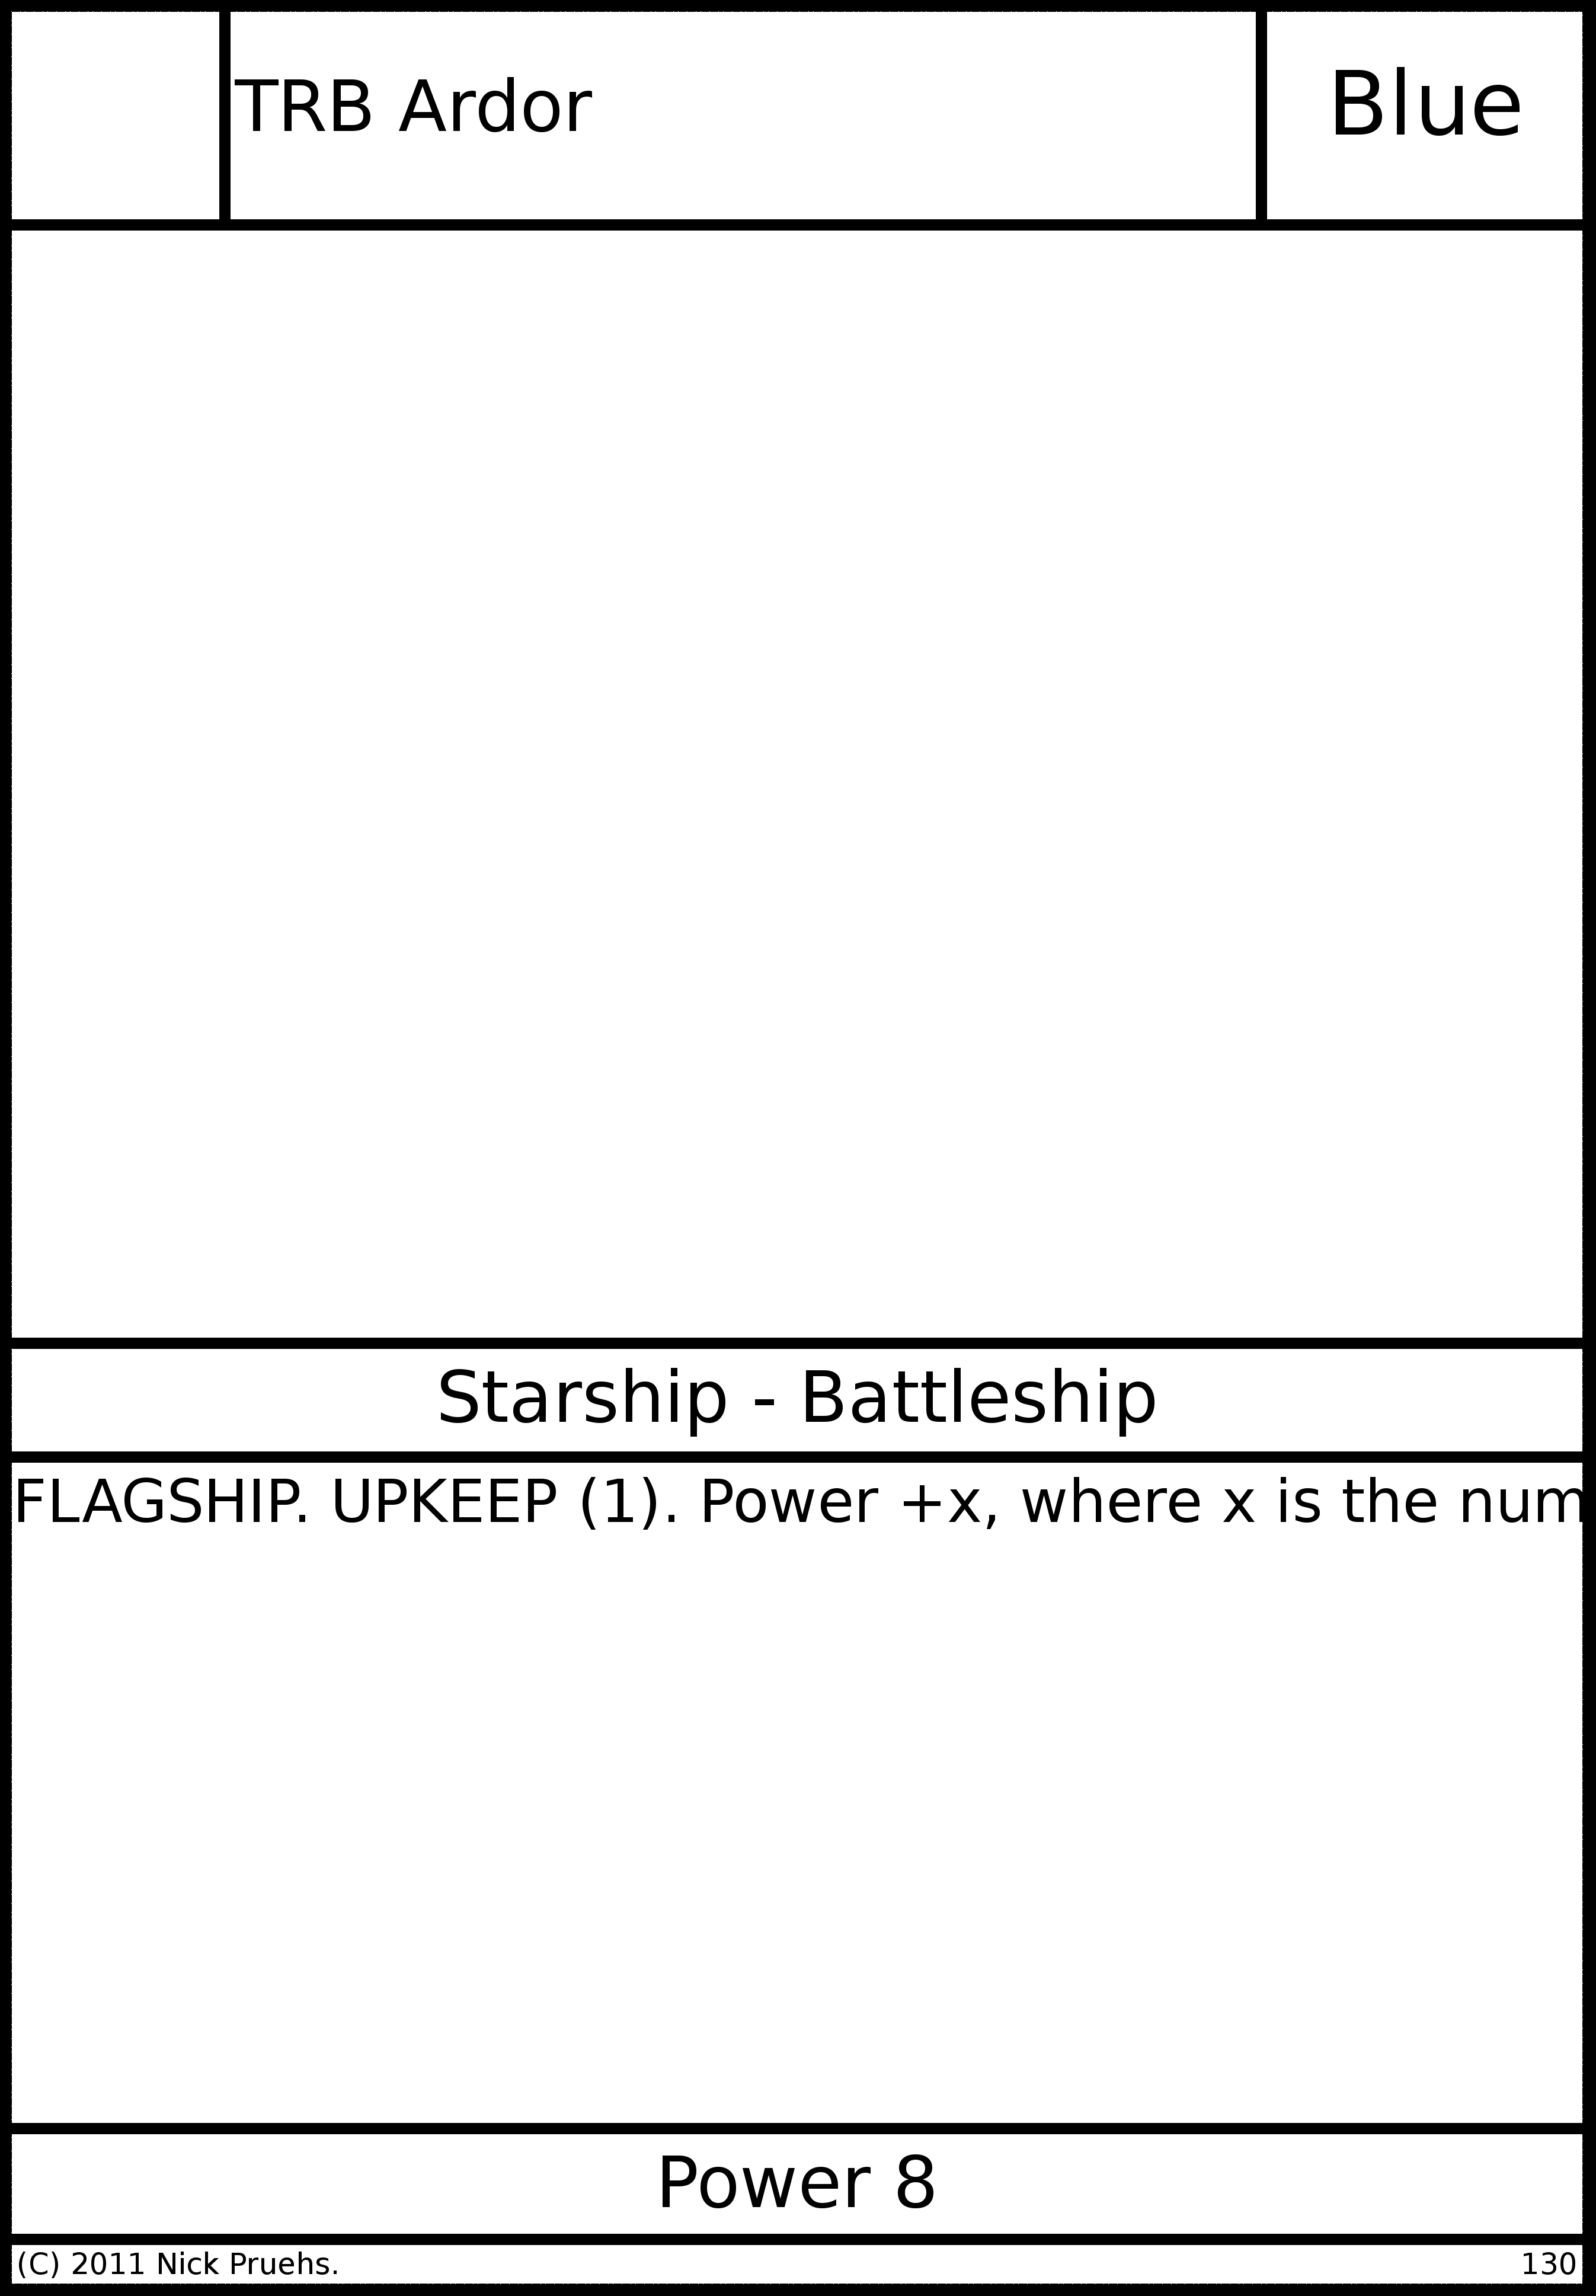 TRB Ardor
Blue
Starship - Battleship
FLAGSHIP. UPKEEP (1). Power +x, where x is the num
Power 8
(C) 2011 Nick Pruehs.
130